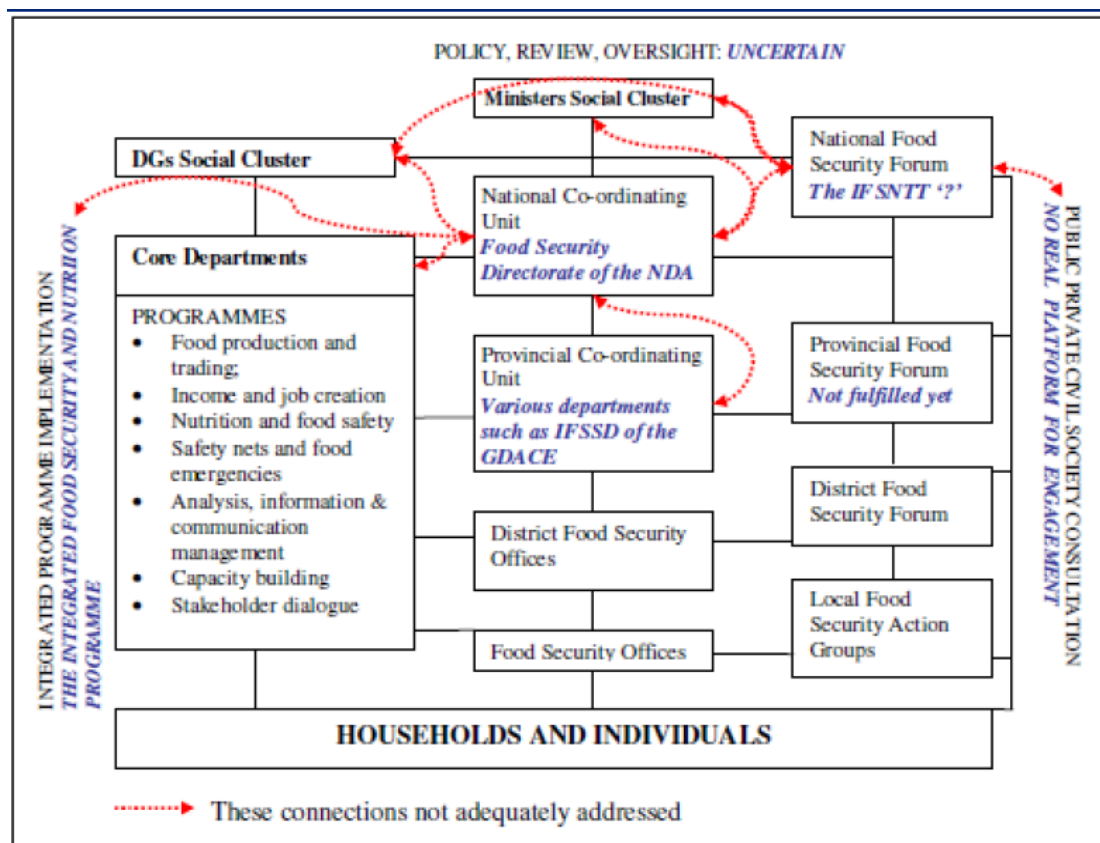 POLICY, REVIEW, OVERSIGHT: UNCERTAIN
Ministers Social Cluster
DGs Social Cluster
National Food
Security Forum
The IFSNTT ‘?’
National Co-ordinating
Unit
Food Security
Directorate of the NDA
Core Departments
PROGRAMMES
• Food production and
trading;
• Income and job creation
• Nutrition and food safety
• Safety nets and food
emergencies
• Analysis, information &
communication
management
• Capacity building
• Stakeholder dialogue
Provincial Co-ordinating
Unit
Various departments
such as IFSSD of the
GDACE
Provincial Food
Security Forum
Not fulfilled yet
District Food Security
Offices
District Food
Security Forum
Food Security Offices
Local Food
Security Action
Groups
INTEGRATED PROGRAMME IMPLEMENTATION
THE INTEGRATED FOOD SECURITY AND NUTRIION
PROGRAMME
PUBLIC PRIVATE CIVIL SOCIETY CONSULTATION
NO REAL PLATFORM FOR ENGAGEMENT
HOUSEHOLDS AND INDIVIDUALS
These connections not adequately addressed